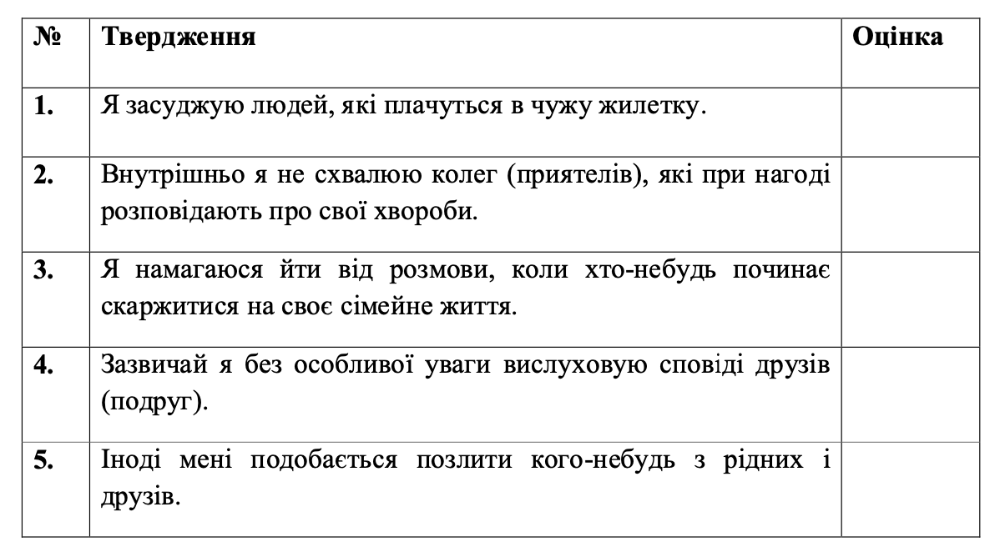 № Твердження Оцінка
1. Я засуджую людей, які плачуться в чужу жилетку.
2. Внутрішньо я не схвалюю колег (приятелів), які при нагоді
розповідають про свої хвороби.
3. Я намагаюся йти від розмови, коли хто-небудь починає
скаржитися на своє сімейне життя.
4. Зазвичай я без особливої уваги вислуховую сповіді друзів
(подруг).
5. Іноді мені подобається позлити кого-небудь з рідних і
друзів.